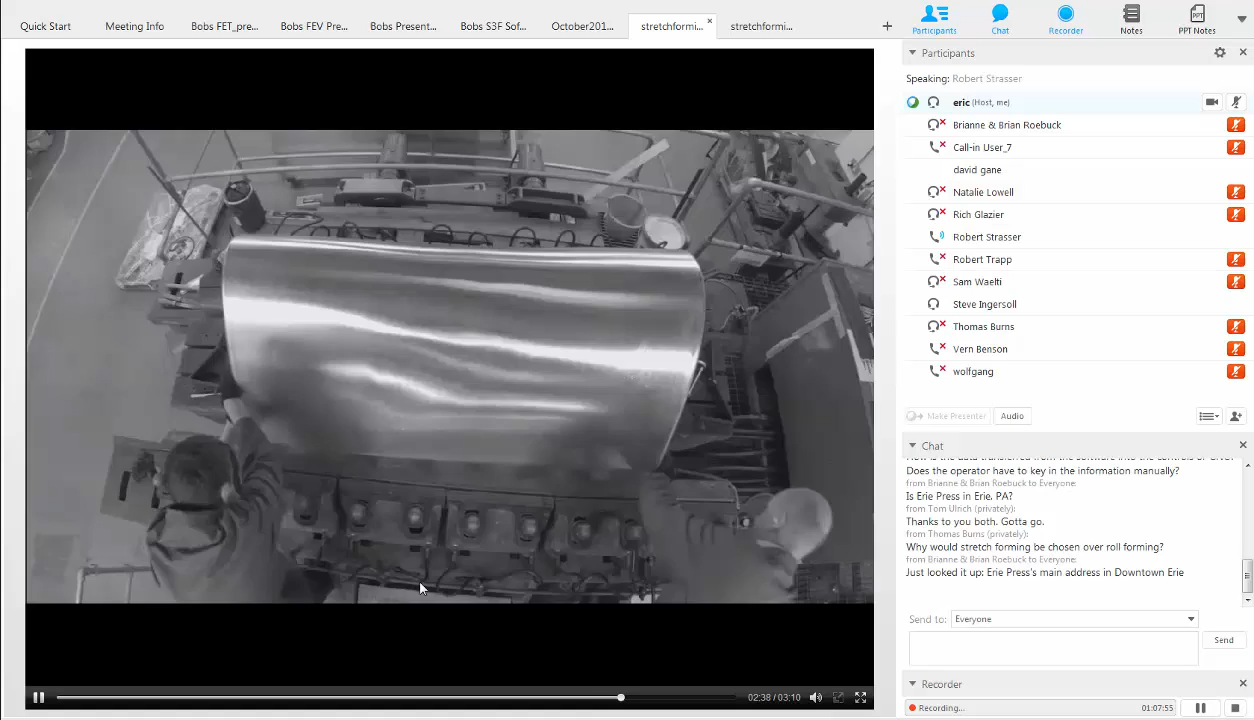 Quick Start
Meeting Info
Bobs FET_pre...
Bobs FEV Pre...
Bobs Present...
Bobs S3F Sof...
October201...
stretchformi...
stretchformi...
Participants
Chat
Recorder
Notes
PPT Notes
Participants
Speaking: Robert Strasser
eric (Host, me)
Brianne & Brian Roebuck
Call-in User_7
david gane
Natalie Lowell
Rich Glazier
Robert Strasser
Robert Trapp
Sam Waelti
Steve Ingersoll
Thomas Burns
Vern Benson
wolfgang
Make Presenter
Audio
Chat
Does the operator have to key in the information manually?
from Brianne & Brian Roebuck to Everyone:
Is Erie Press in Erie, PA?
from Tom Ulrich (privately):
Thanks to you both. Gotta go.
from Thomas Burns (privately):
Why would stretch forming be chosen over roll forming?
from Brianne & Brian Roebuck to Everyone:
Just looked it up: Erie Press's main address in Downtown Erie
Send to:
Everyone
Send
02:38 / 03:10
Recorder
Recording...
01:07:55